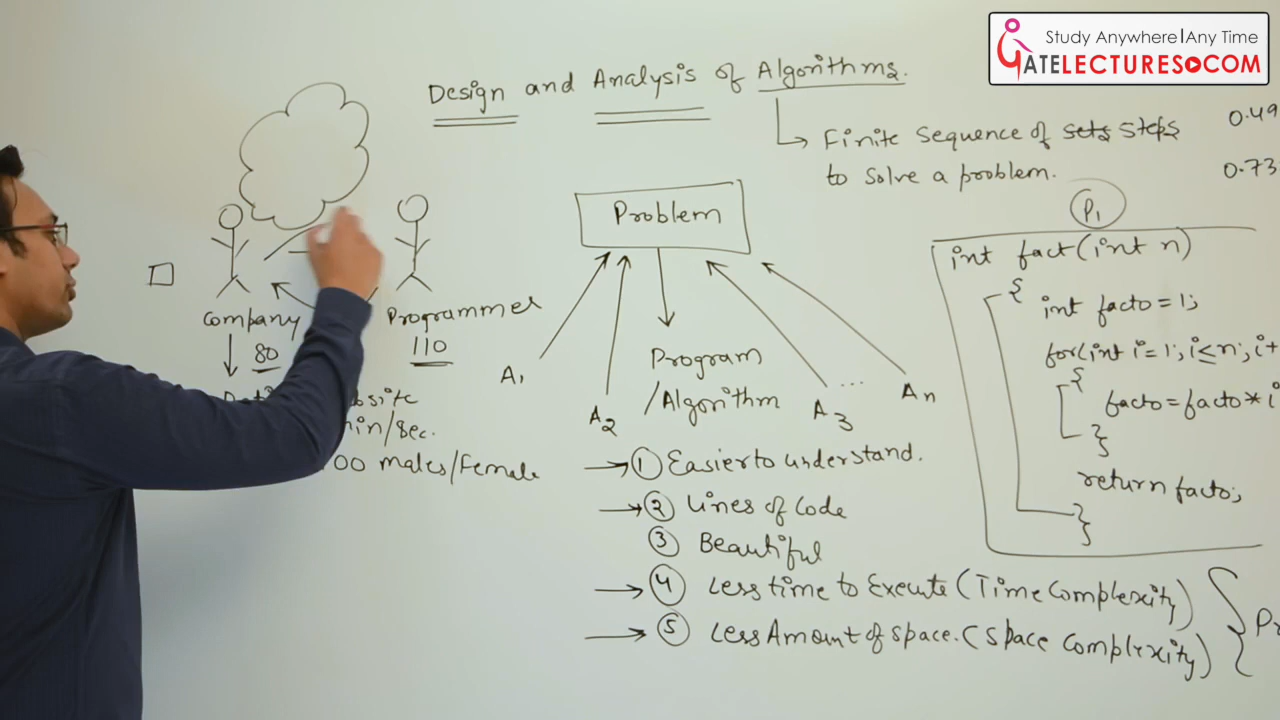 Study Anywhere|Any Time
GATELECTURES.COM
Design and Analysis of Algorithms.
Finite Sequence of sets steps
to solve a problem.
0.49
0.73
Problem
Company
Programmer
80
110
min/sec.
00 males/Female
A1
A2
A3
...
An
Program
/Algorithm
① Easier to understand.
② Lines of Code
③ Beautiful
④ Less time to Execute (Time Complexity)
⑤ Less Amount of space. (Space Complexity)
P1
int fact(int n)
{
int facto = 1;
for(int i = 1; i ≤ n; i+
{
facto = facto * i
}
return facto;
}